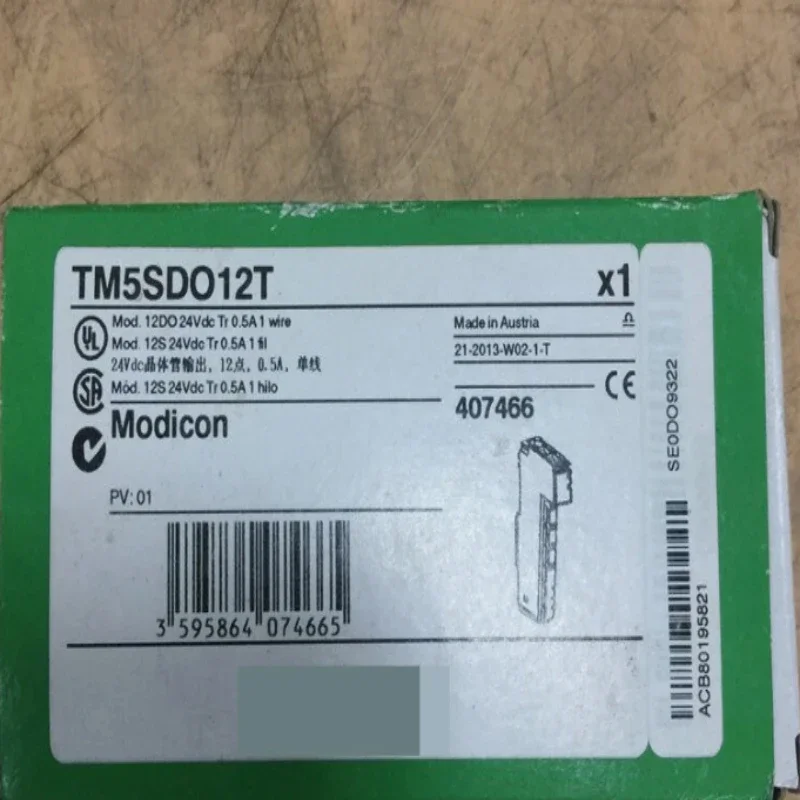 TM5SDO12T
x1
UL
Mod. 12DO 24Vdc Tr 0.5A 1 wire
Mod. 12S 24Vdc Tr 0.5A 1 fil
24Vdc晶体管输出, 12点, 0.5A, 单线
Mod. 12S 24Vdc Tr 0.5A 1 hilo
SA
Made in Austria
21-2013-W02-1-T
CE
407466
Modicon
PV: 01
3 595864 074665
SE0DO9322
ACB80195821